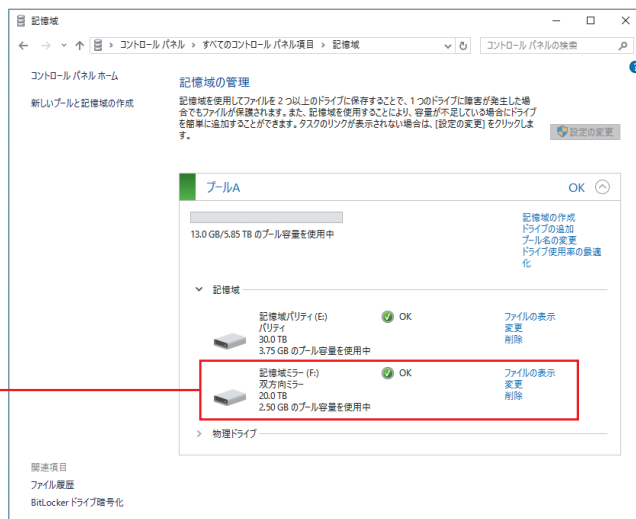 記憶域
コントロール パネル › すべてのコントロール パネル項目 › 記憶域
コントロール パネルの検索
コントロール パネル ホーム
新しいプールと記憶域の作成
記憶域の管理
記憶域を使用してファイルを 2 つ以上のドライブに保存することで、1 つのドライブに障害が発生した場
合でもファイルが保護されます。また、記憶域を使用することにより、容量が不足している場合にドライブ
を簡単に追加することができます。タスクのリンクが表示されない場合は、[設定の変更] をクリックしま
す。
設定の変更
プールA
OK
13.0 GB/5.85 TB のプール容量を使用中
記憶域の作成
ドライブの追加
プール名の変更
ドライブ使用率の最適
化
記憶域
記憶域パリティ (E:)
パリティ
30.0 TB
3.75 GB のプール容量を使用中
OK
ファイルの表示
変更
削除
記憶域ミラー (F:)
双方向ミラー
20.0 TB
2.50 GB のプール容量を使用中
OK
ファイルの表示
変更
削除
物理ドライブ
関連項目
ファイル履歴
BitLocker ドライブ暗号化